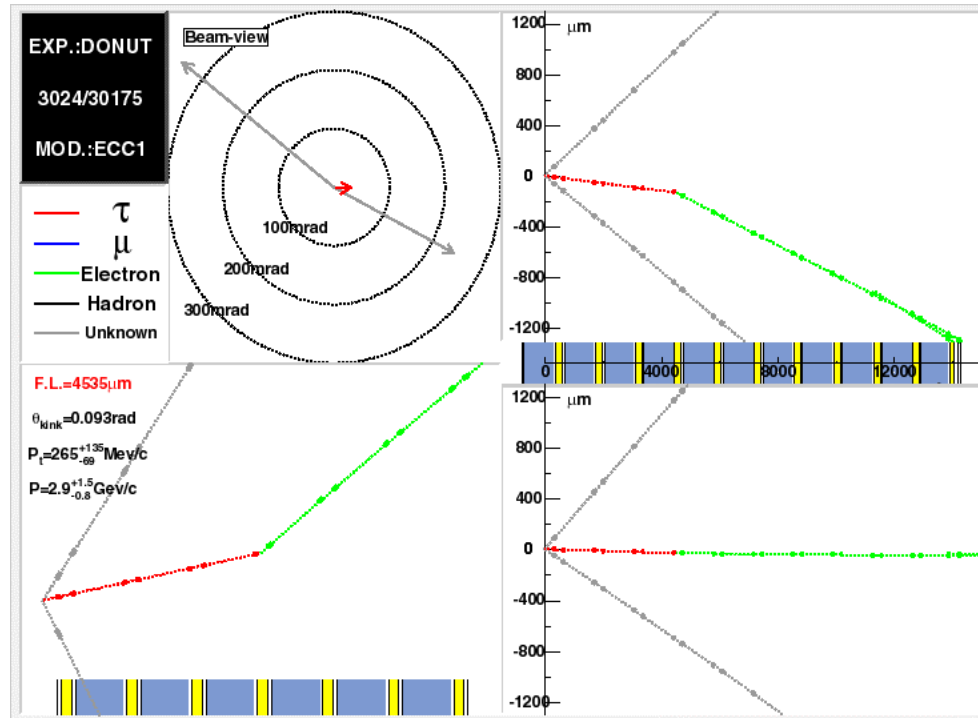 EXP.:DONUT
3024/30175
MOD.:ECC1
τ
μ
Electron
Hadron
Unknown
Beam-view
100mrad
200mrad
300mrad
μm
1200
800
400
0
-400
-800
-1200
0 4000 8000 12000
F.L.=4535μm
θkink=0.093rad
Pt=265+135-69Mev/c
P=2.9+1.5-0.8Gev/c
μm
1200
800
400
0
-400
-800
-1200